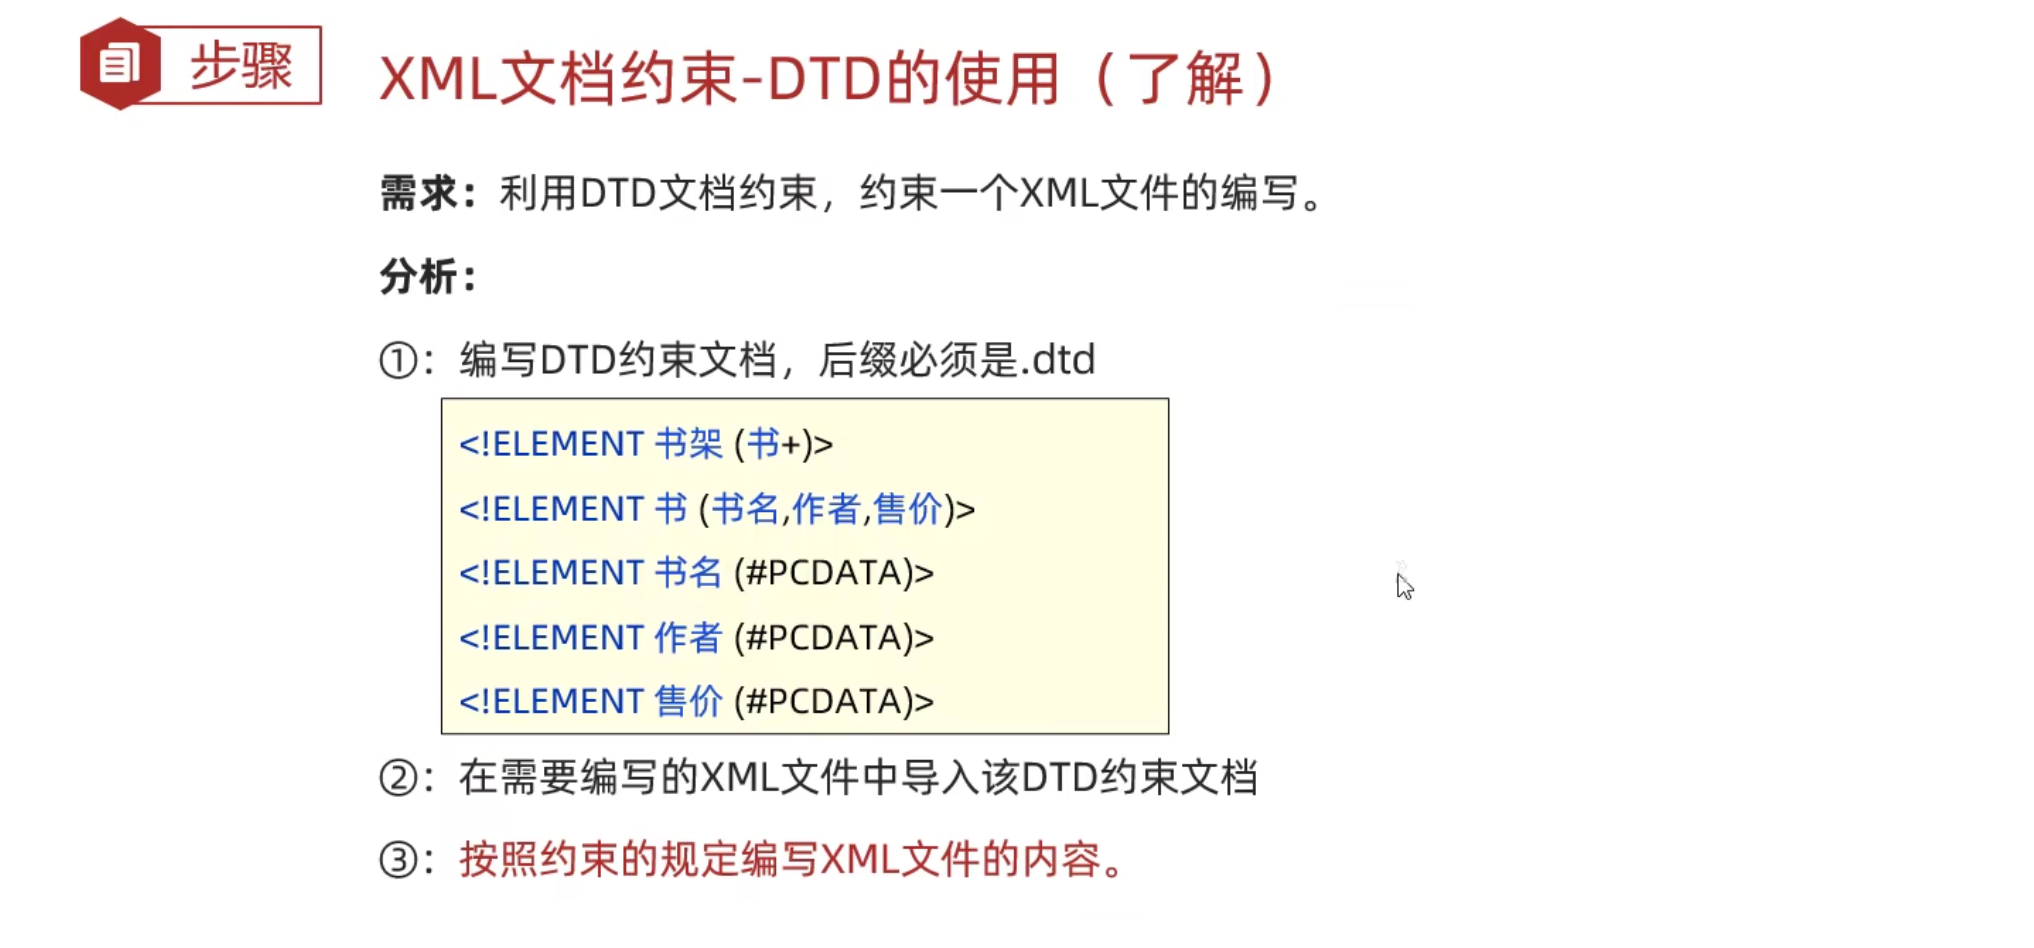 步骤
XML文档约束-DTD的使用（了解）
需求：利用DTD文档约束，约束一个XML文件的编写。
分析：
①：编写DTD约束文档，后缀必须是.dtd
<!ELEMENT 书架 (书+)>
<!ELEMENT 书 (书名,作者,售价)>
<!ELEMENT 书名 (#PCDATA)>
<!ELEMENT 作者 (#PCDATA)>
<!ELEMENT 售价 (#PCDATA)>
②：在需要编写的XML文件中导入该DTD约束文档
③：按照约束的规定编写XML文件的内容。